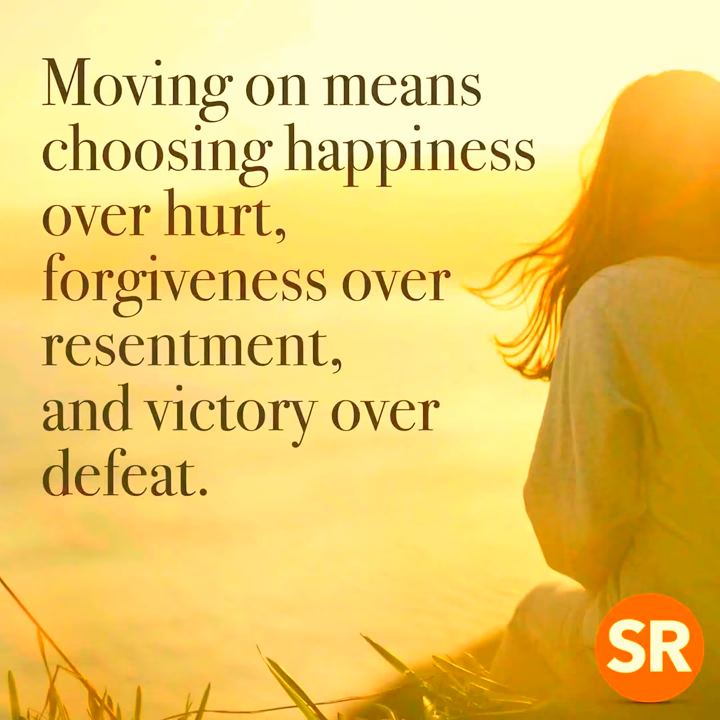 Moving on means
choosing happiness
over hurt,
forgiveness over
resentment,
and victory over
defeat.
SR